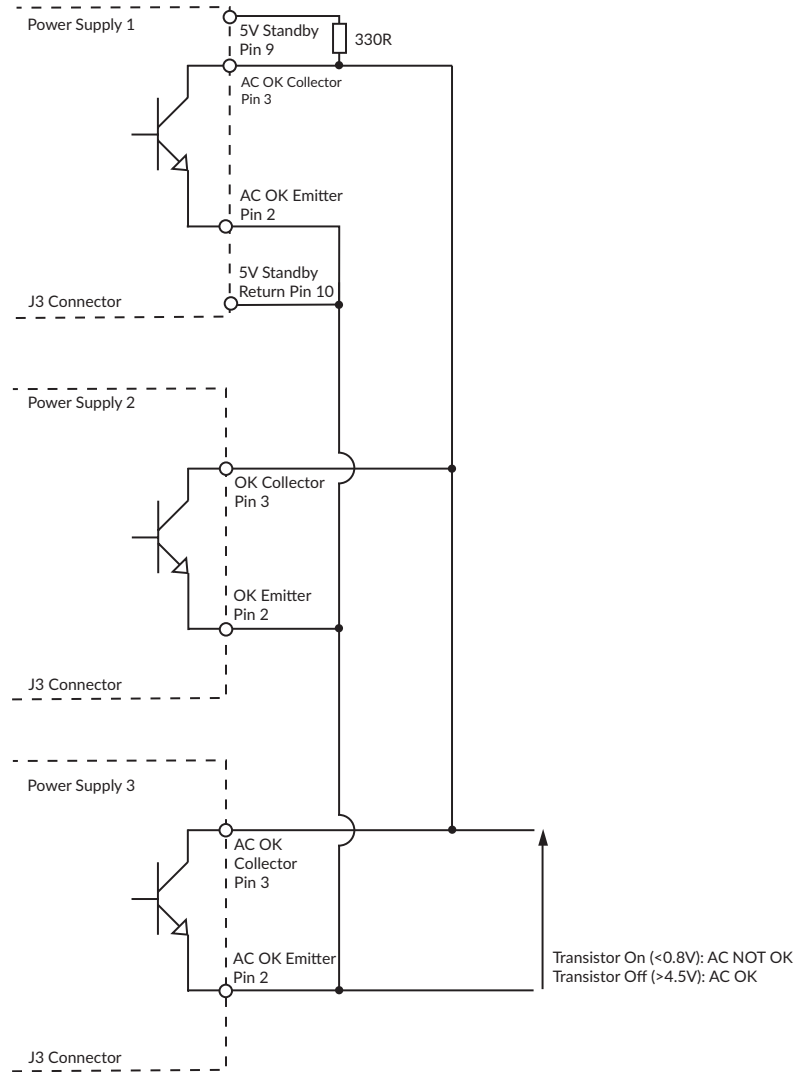 Power Supply 1
5V Standby
Pin 9
330R
AC OK Collector
Pin 3
AC OK Emitter
Pin 2
5V Standby
Return Pin 10
J3 Connector
Power Supply 2
OK Collector
Pin 3
OK Emitter
Pin 2
J3 Connector
Power Supply 3
AC OK
Collector
Pin 3
AC OK Emitter
Pin 2
Transistor On (<0.8V): AC NOT OK
Transistor Off (>4.5V): AC OK
J3 Connector